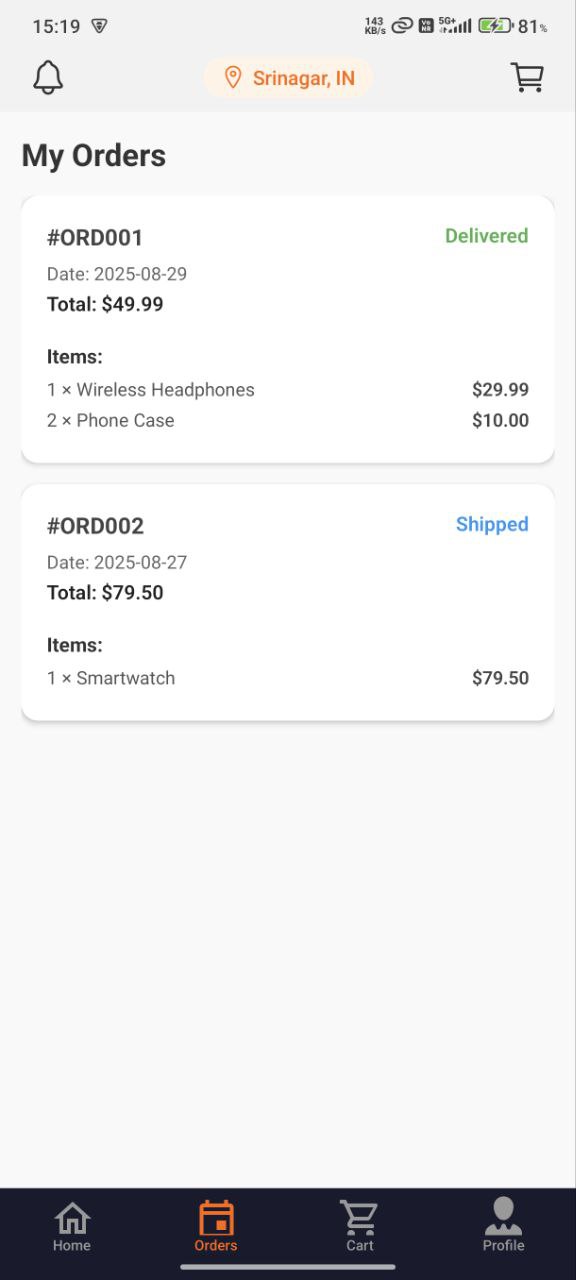 15:19 143 KB/s Vo NR 5G+ 81%
Srinagar, IN
My Orders
#ORD001 Delivered
Date: 2025-08-29
Total: $49.99
Items:
1 × Wireless Headphones $29.99
2 × Phone Case $10.00
#ORD002 Shipped
Date: 2025-08-27
Total: $79.50
Items:
1 × Smartwatch $79.50
Home Orders Cart Profile